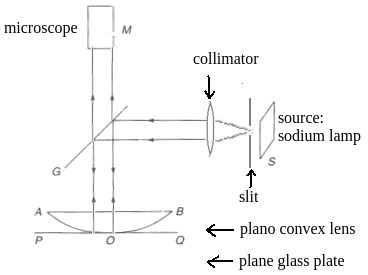 microscope
M
collimator
source:
sodium lamp
G
S
slit
A
B
plano convex lens
P
O
Q
plane glass plate